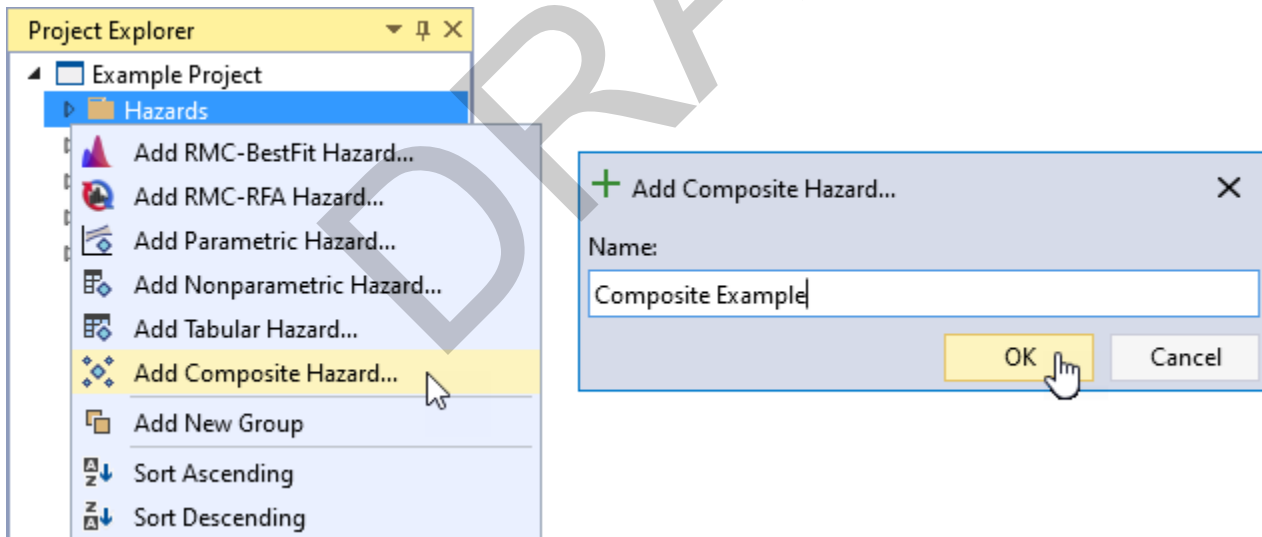 Project Explorer
Example Project
Hazards
Add RMC-BestFit Hazard...
Add RMC-RFA Hazard...
Add Parametric Hazard...
Add Nonparametric Hazard...
Add Tabular Hazard...
Add Composite Hazard...
Add New Group
Sort Ascending
Sort Descending
Add Composite Hazard...
Name:
Composite Example
OK Cancel
DRA